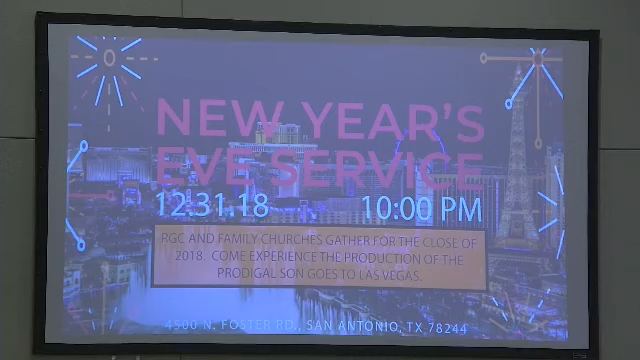 NEW YEAR'S
EVE SERVICE
12.31.18 10:00 PM
RGC AND FAMILY CHURCHES GATHER FOR THE CLOSE OF
2018. COME EXPERIENCE THE PRODUCTION OF THE
PRODIGAL SON GOES TO LAS VEGAS.
4500 N. FOSTER RD., SAN ANTONIO, TX 78244